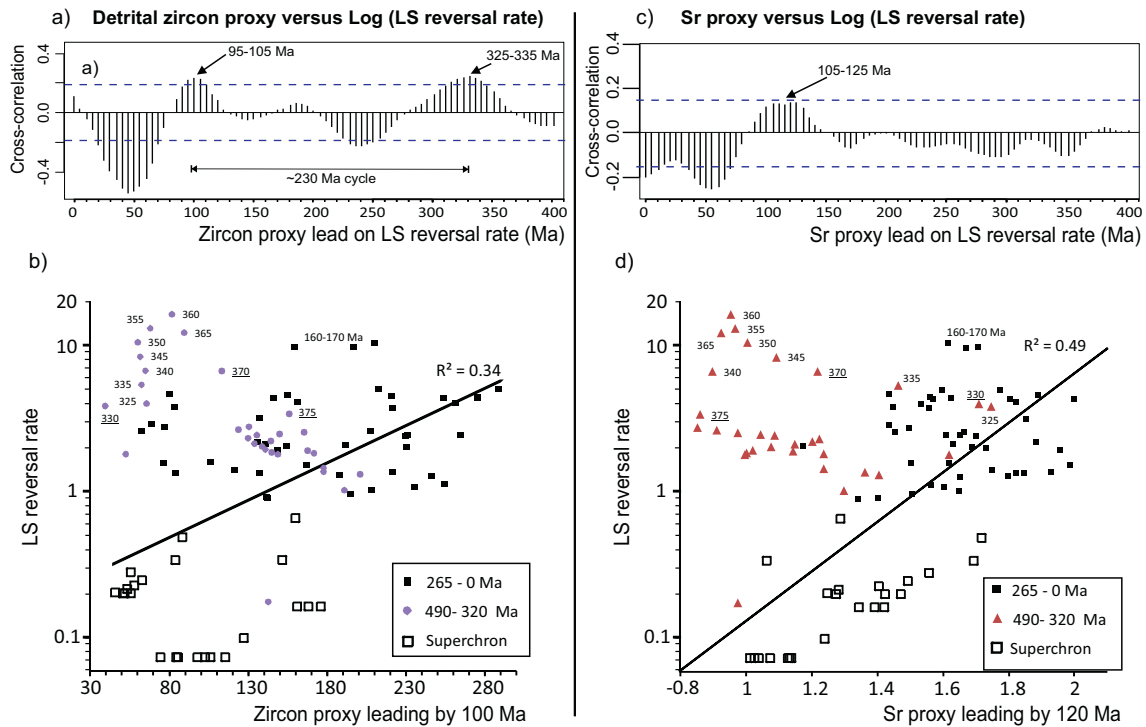 a) Detrital zircon proxy versus Log (LS reversal rate)
Cross-correlation
0.4
0.0
-0.4
a)
95-105 Ma
325-335 Ma
~230 Ma cycle
0 50 100 150 200 250 300 350 400
Zircon proxy lead on LS reversal rate (Ma)
c) Sr proxy versus Log (LS reversal rate)
Cross-correlation
0.4
0.2
0.0
-0.2
105-125 Ma
0 50 100 150 200 250 300 350 400
Sr proxy lead on LS reversal rate (Ma)
b)
LS reversal rate
20
10
1
0.1
360
355
365
350
345
340
370
335
325
330
375
160-170 Ma
R² = 0.34
265 - 0 Ma
490- 320 Ma
Superchron
30 80 130 180 230 290
Zircon proxy leading by 100 Ma
d)
LS reversal rate
20
10
1
0.1
360
355
365
350
345
340
370
335
330
325
375
160-170 Ma
R² = 0.49
265 - 0 Ma
490- 320 Ma
Superchron
-0.8 1 1.2 1.4 1.6 1.8 2
Sr proxy leading by 120 Ma